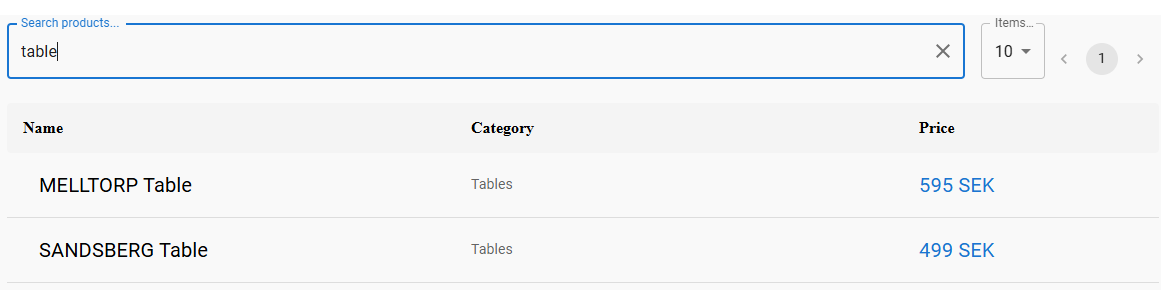 Search products...
table
Items...
10
1
Name Category Price
MELLTORP Table Tables 595 SEK
SANDSBERG Table Tables 499 SEK